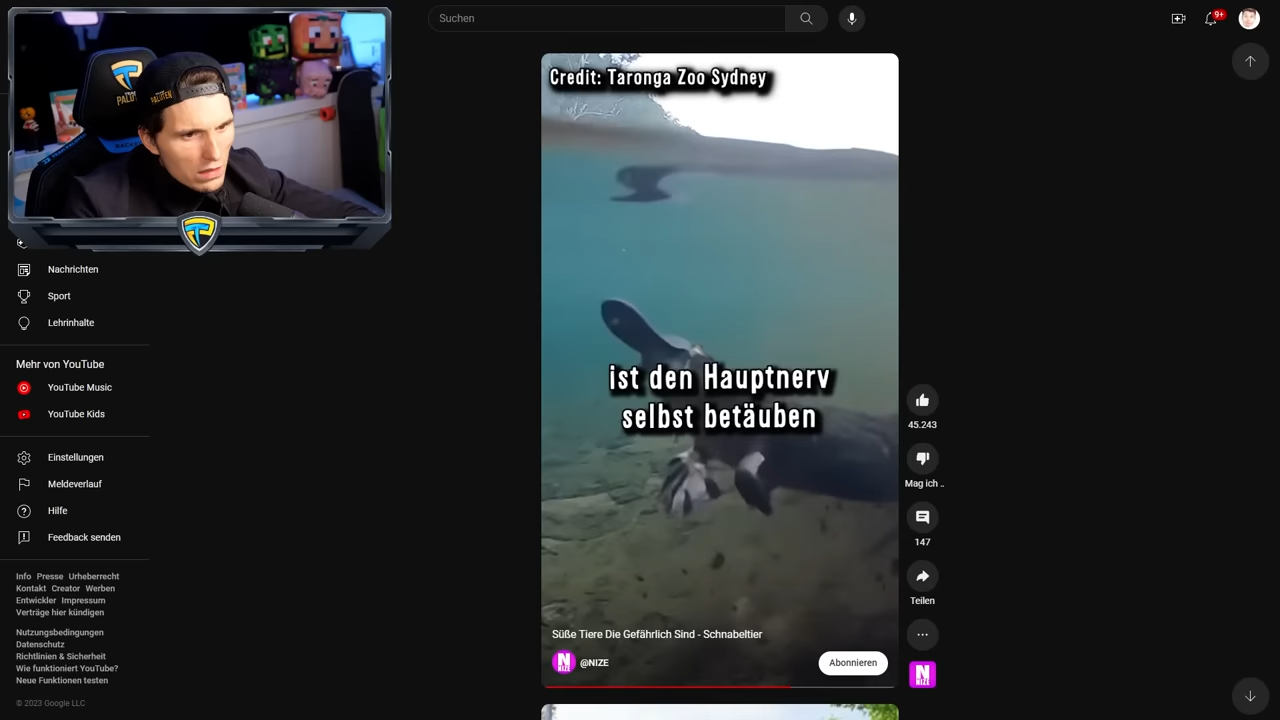 Suchen
9+
PALUTEN
Credit: Taronga Zoo Sydney
ist den Hauptnerv
selbst betäuben
Nachrichten
Sport
Lehrinhalte
Mehr von YouTube
YouTube Music
YouTube Kids
Einstellungen
Meldeverlauf
Hilfe
Feedback senden
Info Presse Urheberrecht
Kontakt Creator Werben
Entwickler Impressum
Verträge hier kündigen
Nutzungsbedingungen
Datenschutz
Richtlinien & Sicherheit
Wie funktioniert YouTube?
Neue Funktionen testen
© 2023 Google LLC
45.243
Mag ich ..
147
Teilen
Süße Tiere Die Gefährlich Sind - Schnabeltier
N NIZE
@NIZE
Abonnieren
N NIZE